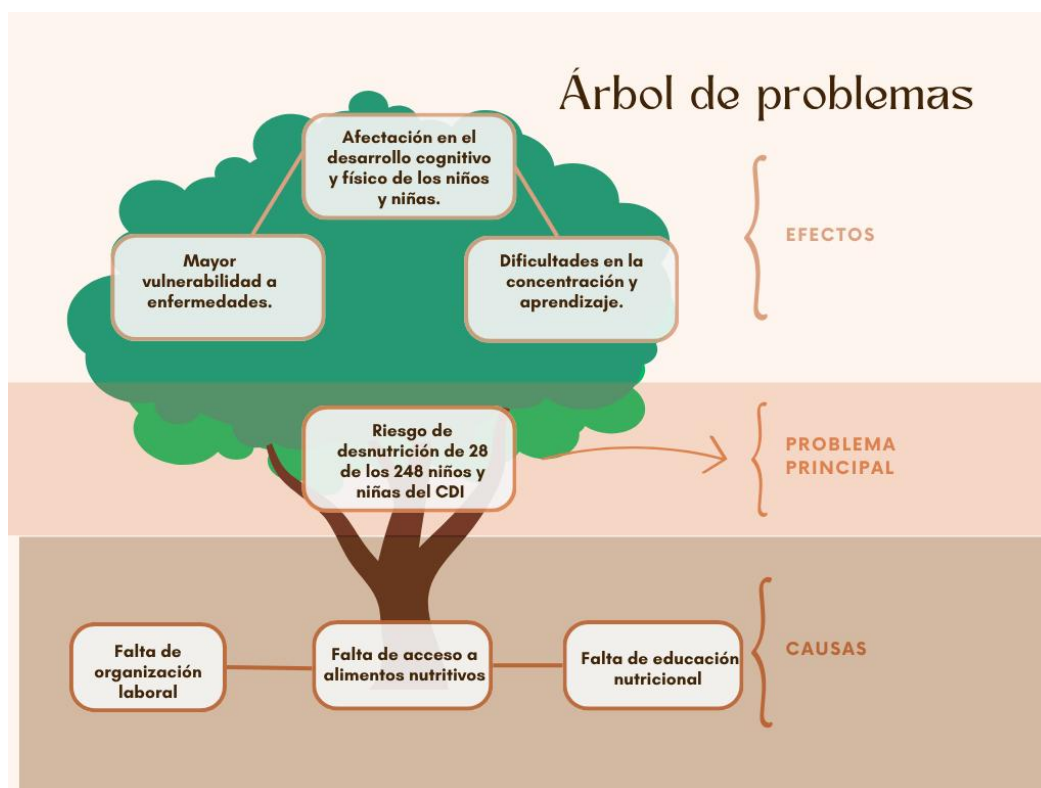 Árbol de problemas
Afectación en el
desarrollo cognitivo
y físico de los niños
y niñas.
Mayor
vulnerabilidad a
enfermedades.
Dificultades en la
concentración y
aprendizaje.
EFECTOS
Riesgo de
desnutrición de 28
de los 248 niños y
niñas del CDI
PROBLEMA
PRINCIPAL
Falta de
organización
laboral
Falta de acceso a
alimentos nutritivos
Falta de educación
nutricional
CAUSAS